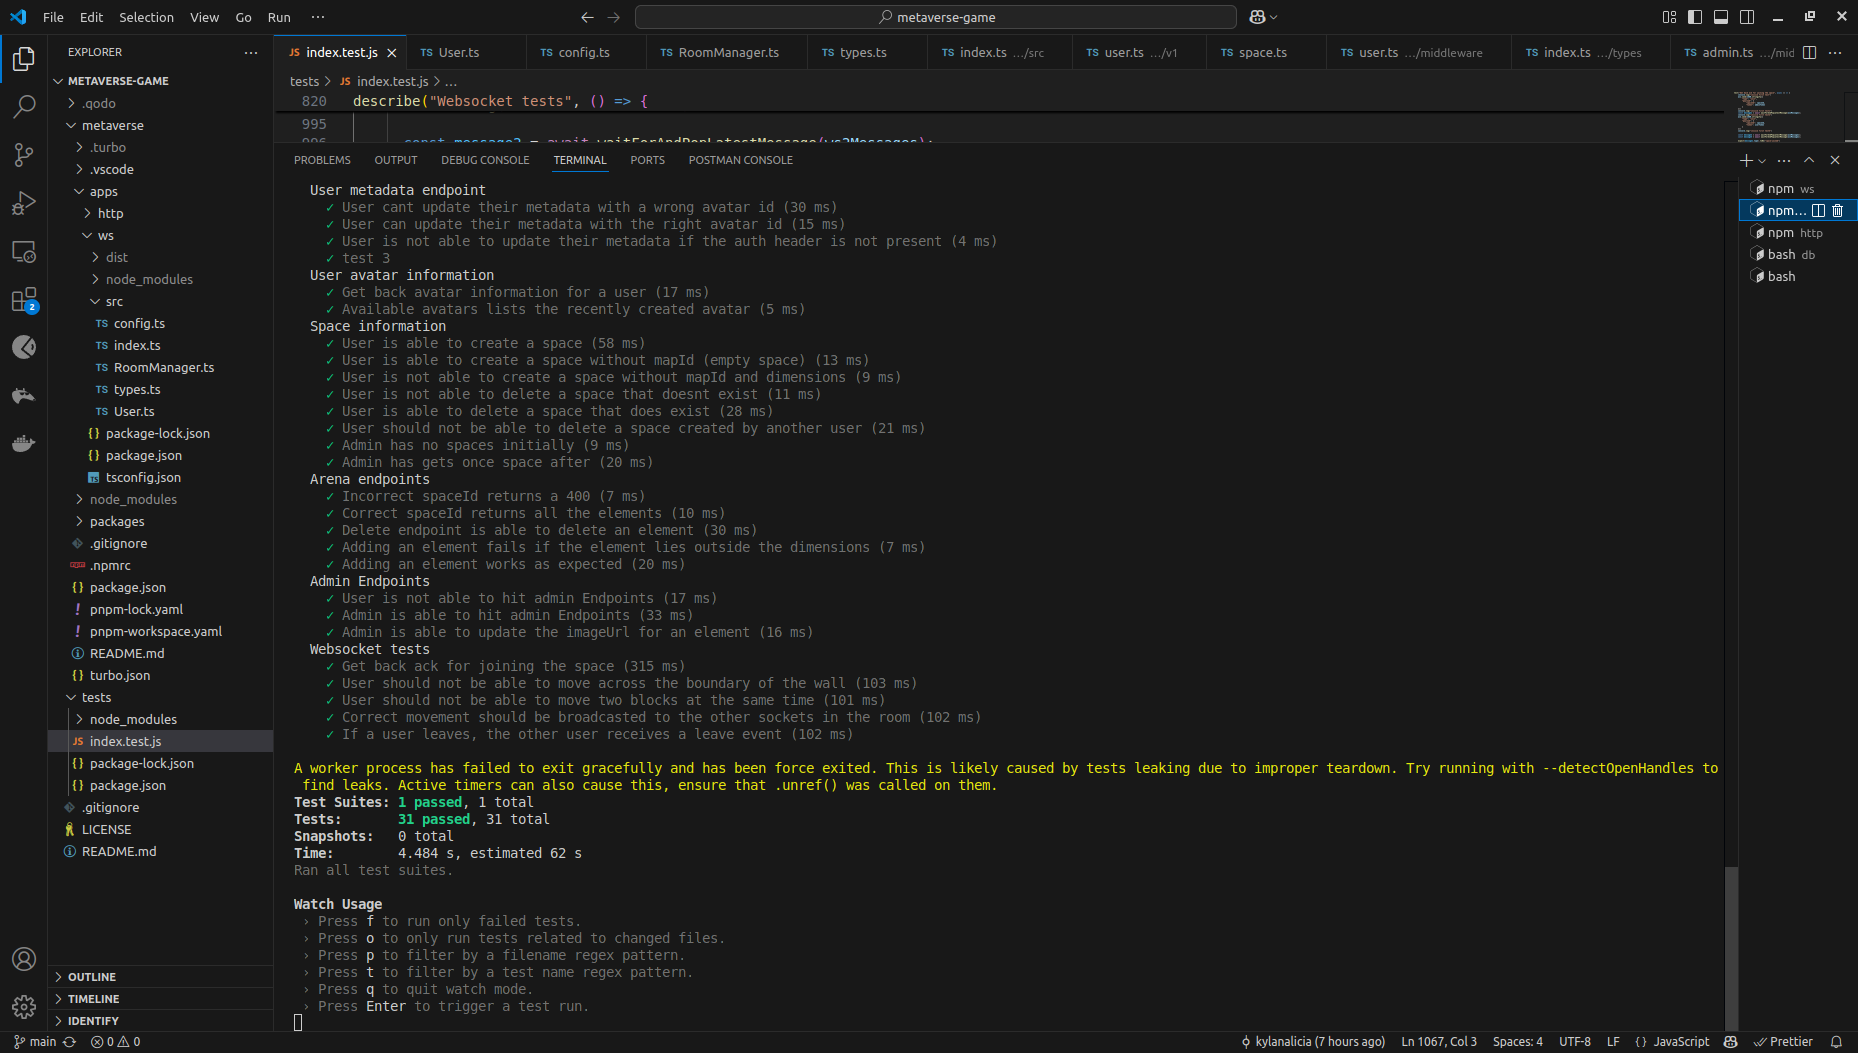 File Edit Selection View Go Run ··· metaverse-game
EXPLORER ···
METAVERSE-GAME
.qodo
metaverse
.turbo
.vscode
apps
http
ws
dist
node_modules
src
TS config.ts
TS index.ts
TS RoomManager.ts
TS types.ts
TS User.ts
{} package-lock.json
{} package.json
TS tsconfig.json
node_modules
packages
.gitignore
.npmrc
{} package.json
! pnpm-lock.yaml
! pnpm-workspace.yaml
README.md
{} turbo.json
tests
node_modules
JS index.test.js
{} package-lock.json
{} package.json
.gitignore
LICENSE
README.md
OUTLINE
TIMELINE
IDENTIFY
2
JS index.test.js TS User.ts TS config.ts TS RoomManager.ts TS types.ts TS index.ts .../src TS user.ts .../v1 TS space.ts TS user.ts .../middleware TS index.ts .../types TS admin.ts .../mid ···
tests > JS index.test.js > ...
820 describe("Websocket tests", () => {
995
996 const message2 = await waitForAndPopLatestMessage(ws2Messages);
PROBLEMS OUTPUT DEBUG CONSOLE TERMINAL PORTS POSTMAN CONSOLE
User metadata endpoint
✓ User cant update their metadata with a wrong avatar id (30 ms)
✓ User can update their metadata with the right avatar id (15 ms)
✓ User is not able to update their metadata if the auth header is not present (4 ms)
✓ test 3
User avatar information
✓ Get back avatar information for a user (17 ms)
✓ Available avatars lists the recently created avatar (5 ms)
Space information
✓ User is able to create a space (58 ms)
✓ User is able to create a space without mapId (empty space) (13 ms)
✓ User is not able to create a space without mapId and dimensions (9 ms)
✓ User is not able to delete a space that doesnt exist (11 ms)
✓ User is able to delete a space that does exist (28 ms)
✓ User should not be able to delete a space created by another user (21 ms)
✓ Admin has no spaces initially (9 ms)
✓ Admin has gets once space after (20 ms)
Arena endpoints
✓ Incorrect spaceId returns a 400 (7 ms)
✓ Correct spaceId returns all the elements (10 ms)
✓ Delete endpoint is able to delete an element (30 ms)
✓ Adding an element fails if the element lies outside the dimensions (7 ms)
✓ Adding an element works as expected (20 ms)
Admin Endpoints
✓ User is not able to hit admin Endpoints (17 ms)
✓ Admin is able to hit admin Endpoints (33 ms)
✓ Admin is able to update the imageUrl for an element (16 ms)
Websocket tests
✓ Get back ack for joining the space (315 ms)
✓ User should not be able to move across the boundary of the wall (103 ms)
✓ User should not be able to move two blocks at the same time (101 ms)
✓ Correct movement should be broadcasted to the other sockets in the room (102 ms)
✓ If a user leaves, the other user receives a leave event (102 ms)
A worker process has failed to exit gracefully and has been force exited. This is likely caused by tests leaking due to improper teardown. Try running with --detectOpenHandles to
find leaks. Active timers can also cause this, ensure that .unref() was called on them.
Test Suites: 1 passed, 1 total
Tests: 31 passed, 31 total
Snapshots: 0 total
Time: 4.484 s, estimated 62 s
Ran all test suites.
Watch Usage
› Press f to run only failed tests.
› Press o to only run tests related to changed files.
› Press p to filter by a filename regex pattern.
› Press t to filter by a test name regex pattern.
› Press q to quit watch mode.
› Press Enter to trigger a test run.
npm ws
npm...
npm http
bash db
bash
main 0 0 kylanalicia (7 hours ago) Ln 1067, Col 3 Spaces: 4 UTF-8 LF {} JavaScript Prettier